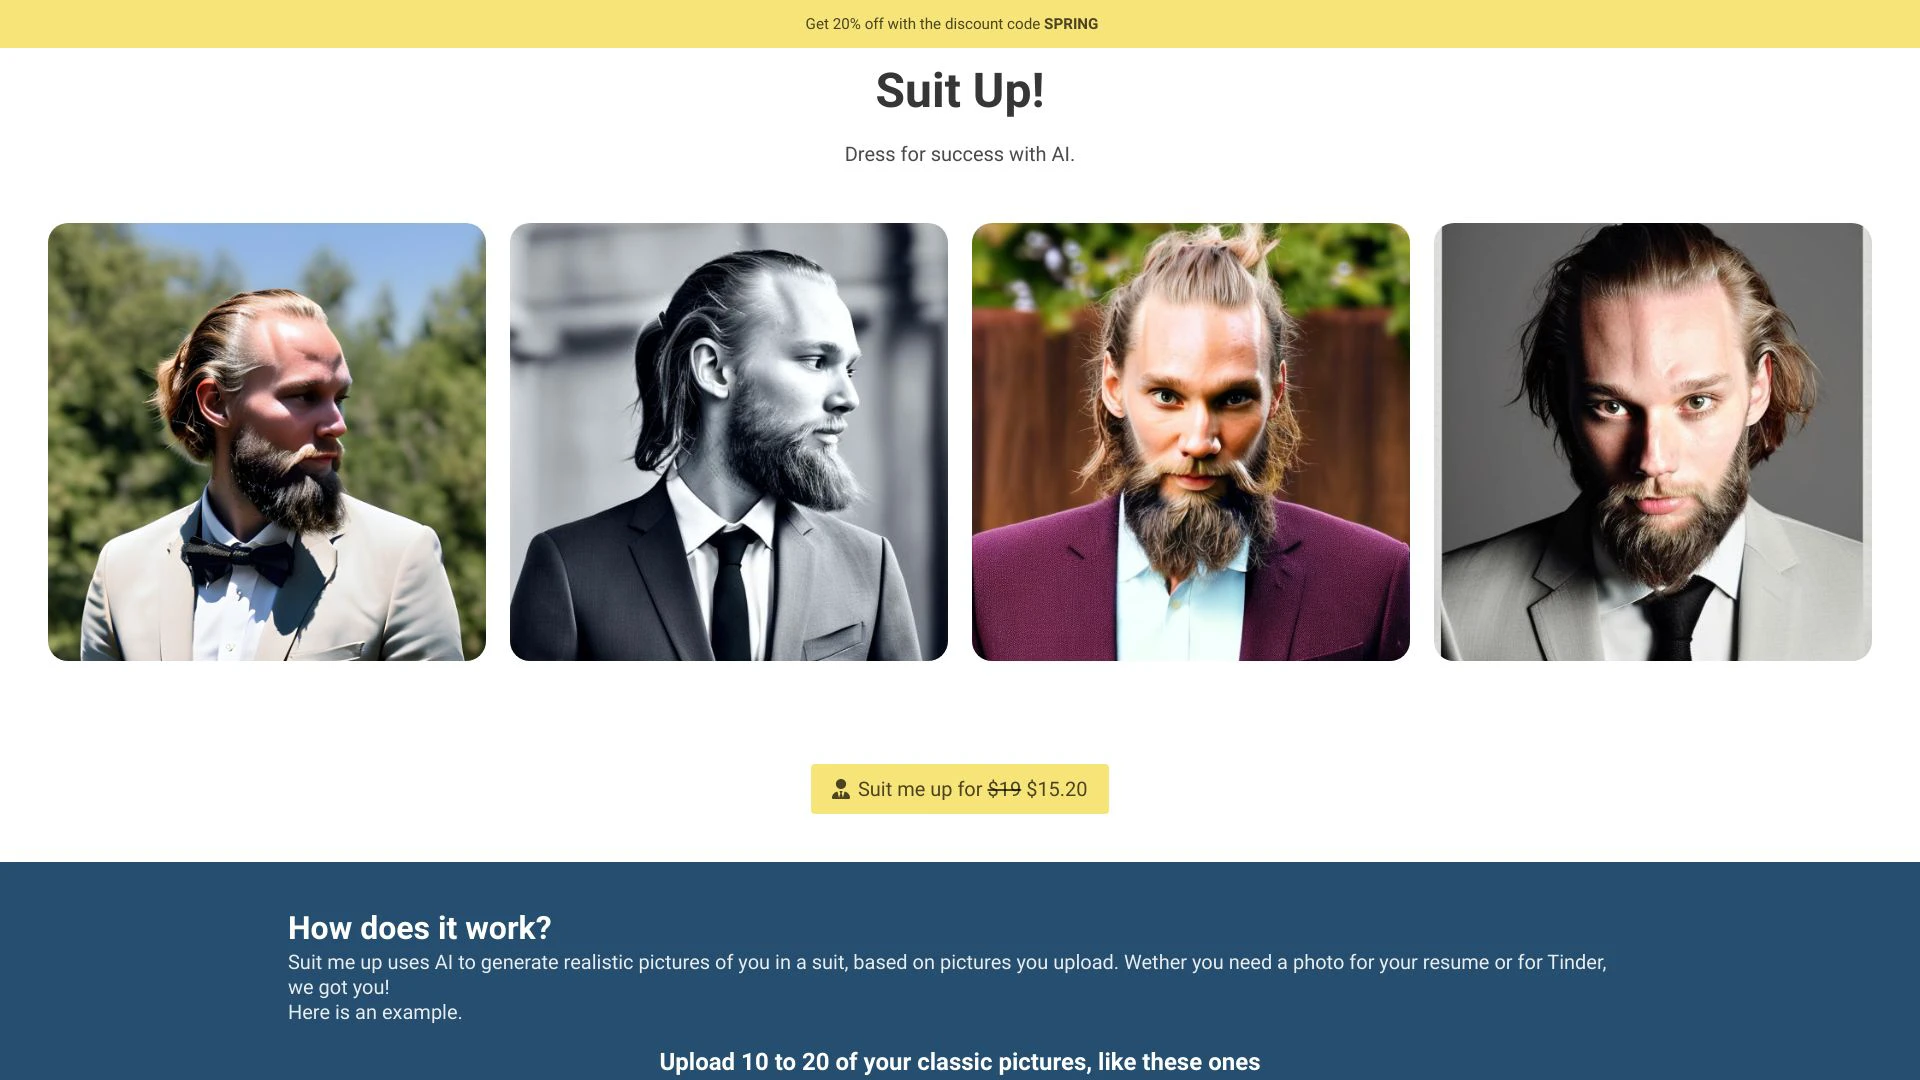 Get 20% off with the discount code SPRING
Suit Up!
Dress for success with AI.
Suit me up for $19 $15.20
How does it work?
Suit me up uses AI to generate realistic pictures of you in a suit, based on pictures you upload. Wether you need a photo for your resume or for Tinder,
we got you!
Here is an example.
Upload 10 to 20 of your classic pictures, like these ones